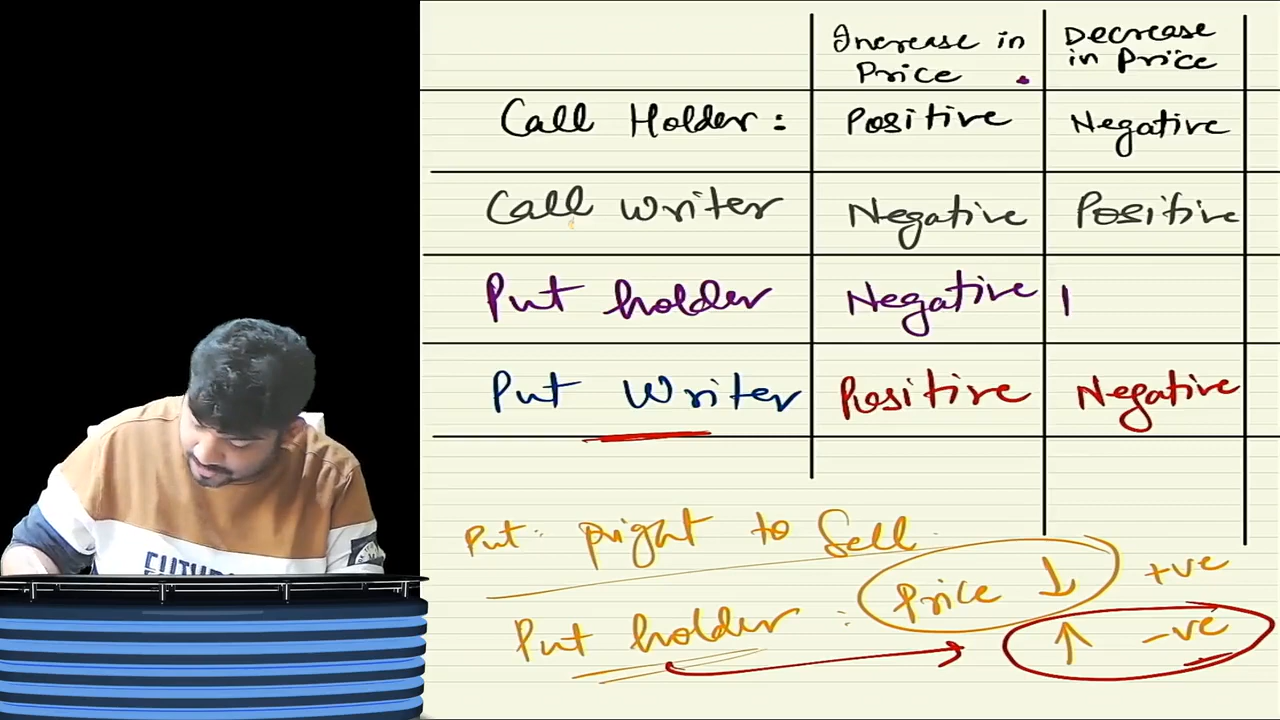 Increase in Price
Decrease in Price
Call Holder : Positive Negative
Call Writer Negative Positive
Put holder Negative
Put Writer Positive Negative
Put: right to Sell
Put holder : Price ↓ +ve
↑ -ve